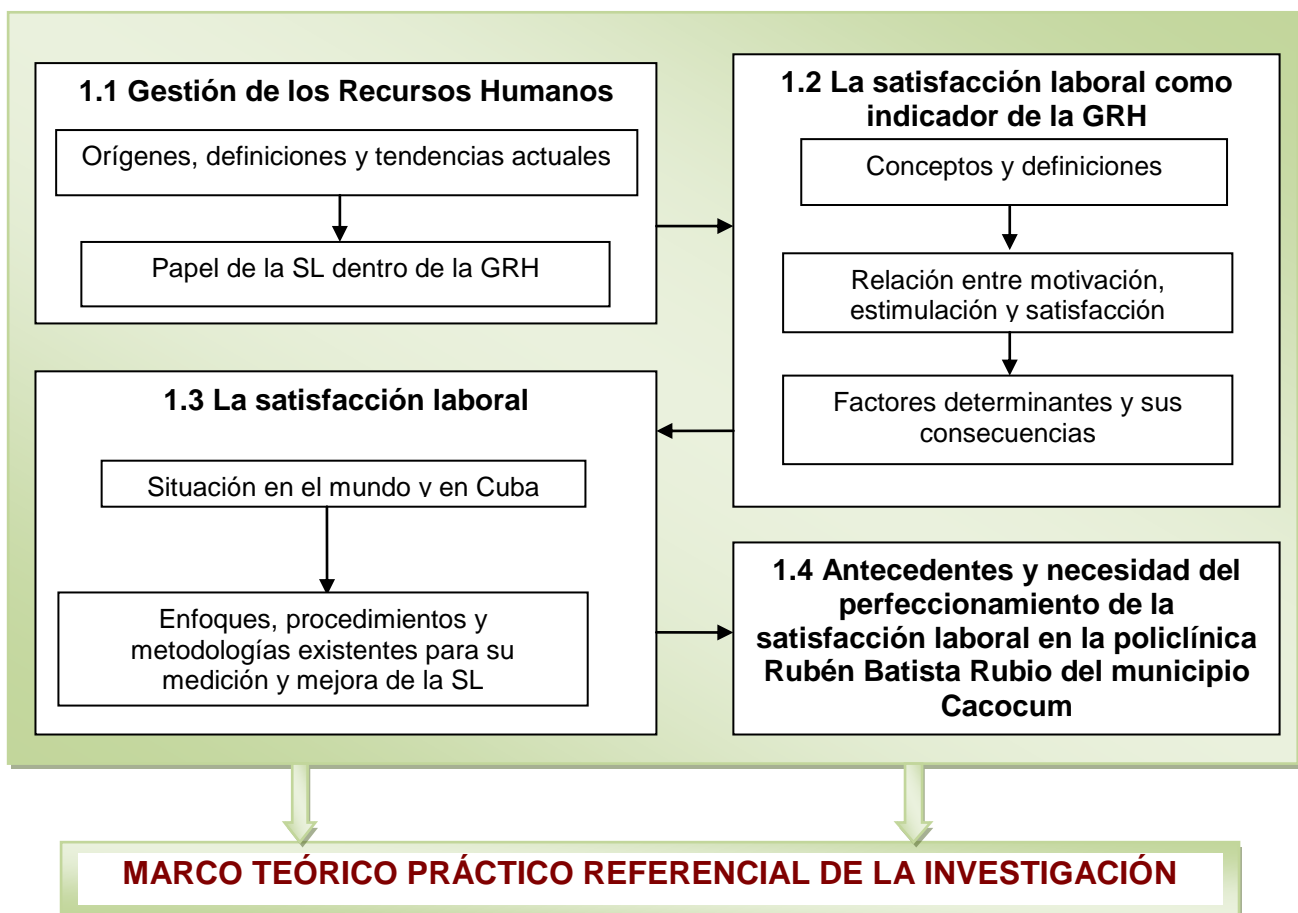 1.1 Gestión de los Recursos Humanos
Orígenes, definiciones y tendencias actuales
Papel de la SL dentro de la GRH
1.2 La satisfacción laboral como
indicador de la GRH
Conceptos y definiciones
Relación entre motivación,
estimulación y satisfacción
Factores determinantes y sus
consecuencias
1.3 La satisfacción laboral
Situación en el mundo y en Cuba
Enfoques, procedimientos y
metodologías existentes para su
medición y mejora de la SL
1.4 Antecedentes y necesidad del
perfeccionamiento de la
satisfacción laboral en la policlínica
Rubén Batista Rubio del municipio
Cacocum
MARCO TEÓRICO PRÁCTICO REFERENCIAL DE LA INVESTIGACIÓN